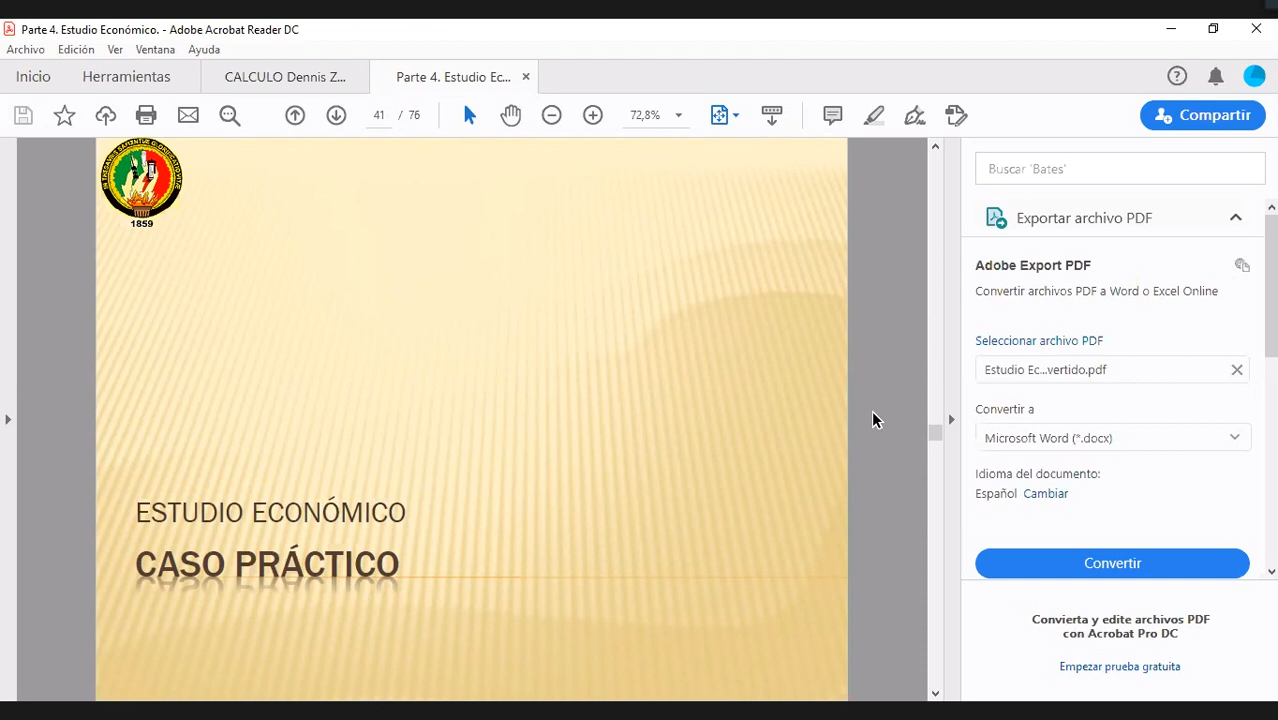 Parte 4. Estudio Económico. - Adobe Acrobat Reader DC
Archivo Edición Ver Ventana Ayuda
Inicio Herramientas CALCULO Dennis Z... Parte 4. Estudio Ec... ×
41 / 76 72,8% Compartir
1859
ESTUDIO ECONÓMICO
CASO PRÁCTICO
Buscar 'Bates'
Exportar archivo PDF
Adobe Export PDF
Convertir archivos PDF a Word o Excel Online
Seleccionar archivo PDF
Estudio Ec...vertido.pdf
Convertir a
Microsoft Word (*.docx)
Idioma del documento:
Español Cambiar
Convertir
Convierta y edite archivos PDF
con Acrobat Pro DC
Empezar prueba gratuita